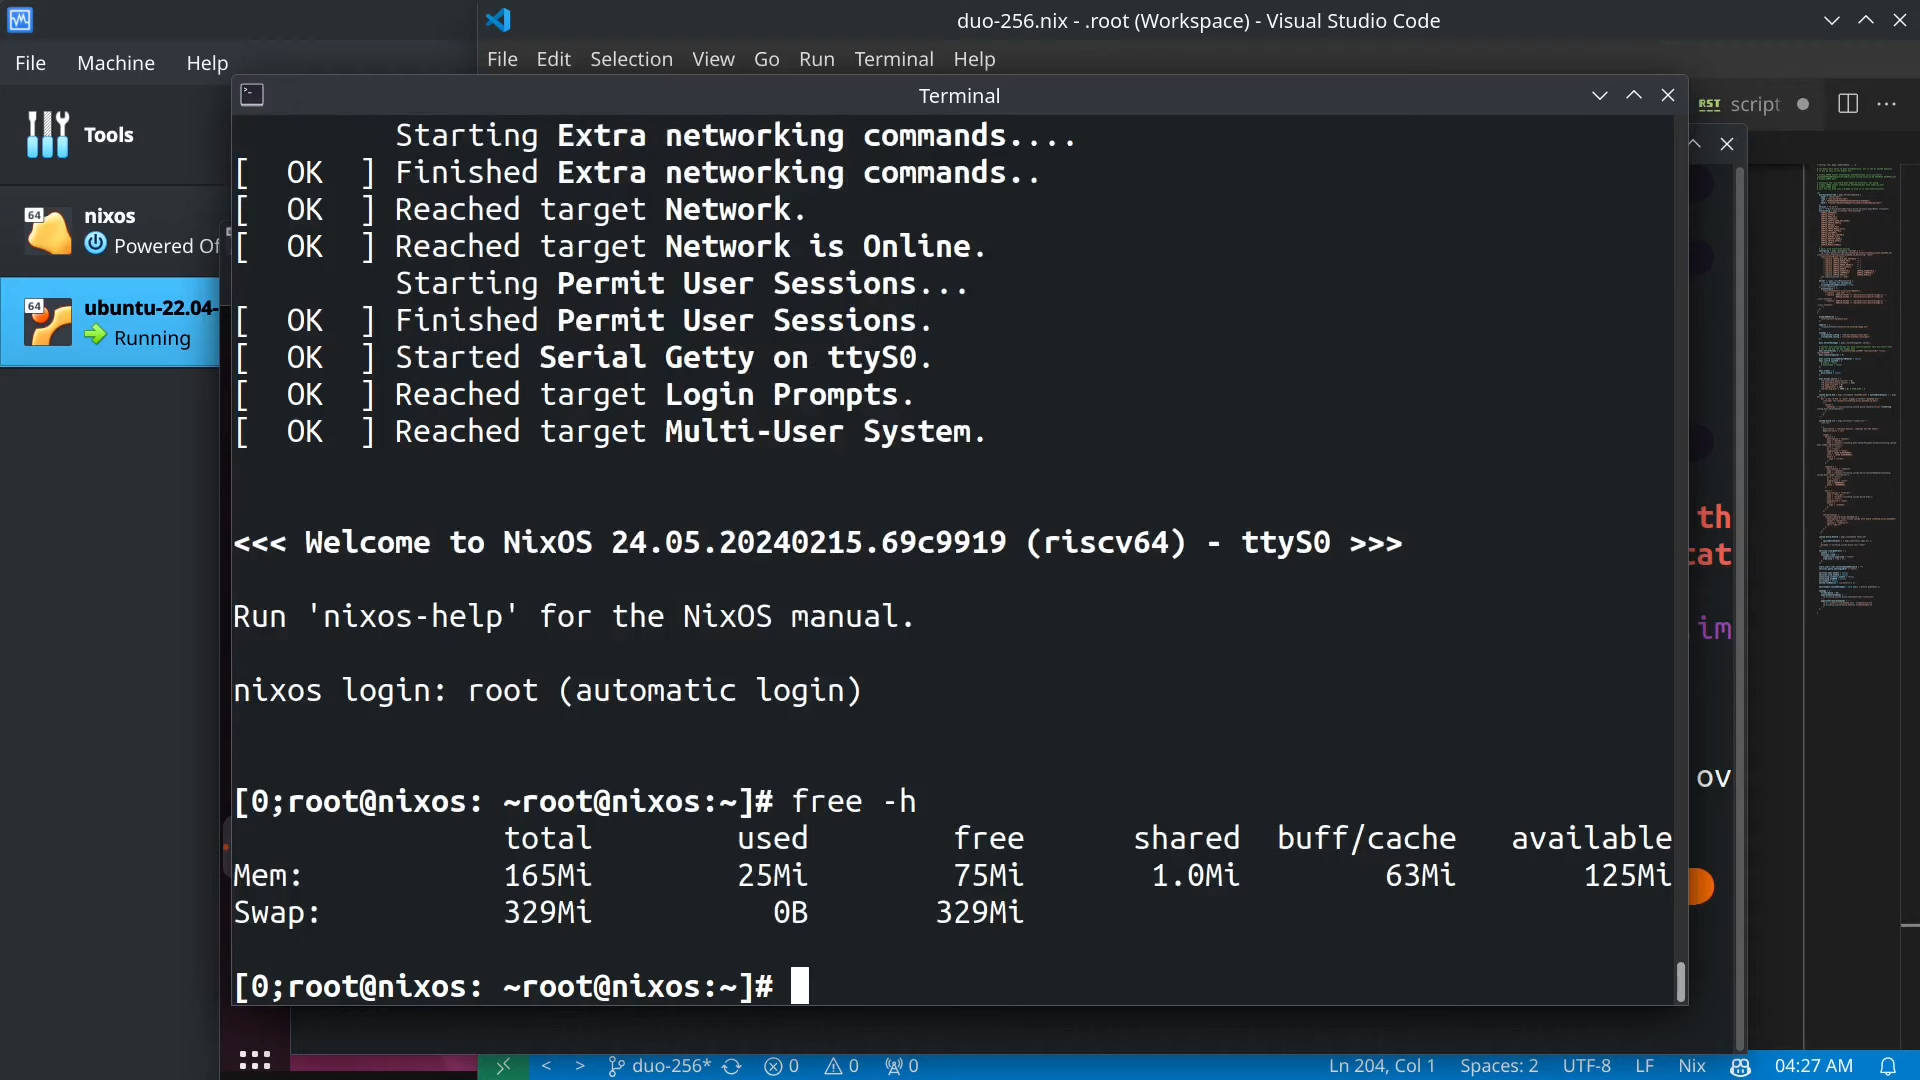 duo-256.nix - .root (Workspace) - Visual Studio Code
File Machine Help
File Edit Selection View Go Run Terminal Help
Terminal
RST script
Tools
64 nixos
Powered Of
64 ubuntu-22.04-
Running
Starting Extra networking commands....
[  OK  ] Finished Extra networking commands..
[  OK  ] Reached target Network.
[  OK  ] Reached target Network is Online.
Starting Permit User Sessions...
[  OK  ] Finished Permit User Sessions.
[  OK  ] Started Serial Getty on ttyS0.
[  OK  ] Reached target Login Prompts.
[  OK  ] Reached target Multi-User System.
<<< Welcome to NixOS 24.05.20240215.69c9919 (riscv64) - ttyS0 >>>
Run 'nixos-help' for the NixOS manual.
nixos login: root (automatic login)
[0;root@nixos: ~root@nixos:~]# free -h
total used free shared buff/cache available
Mem: 165Mi 25Mi 75Mi 1.0Mi 63Mi 125Mi
Swap: 329Mi 0B 329Mi
[0;root@nixos: ~root@nixos:~]#
th
tat
im
ov
< > duo-256* 0 0 0 Ln 204, Col 1 Spaces: 2 UTF-8 LF Nix 04:27 AM